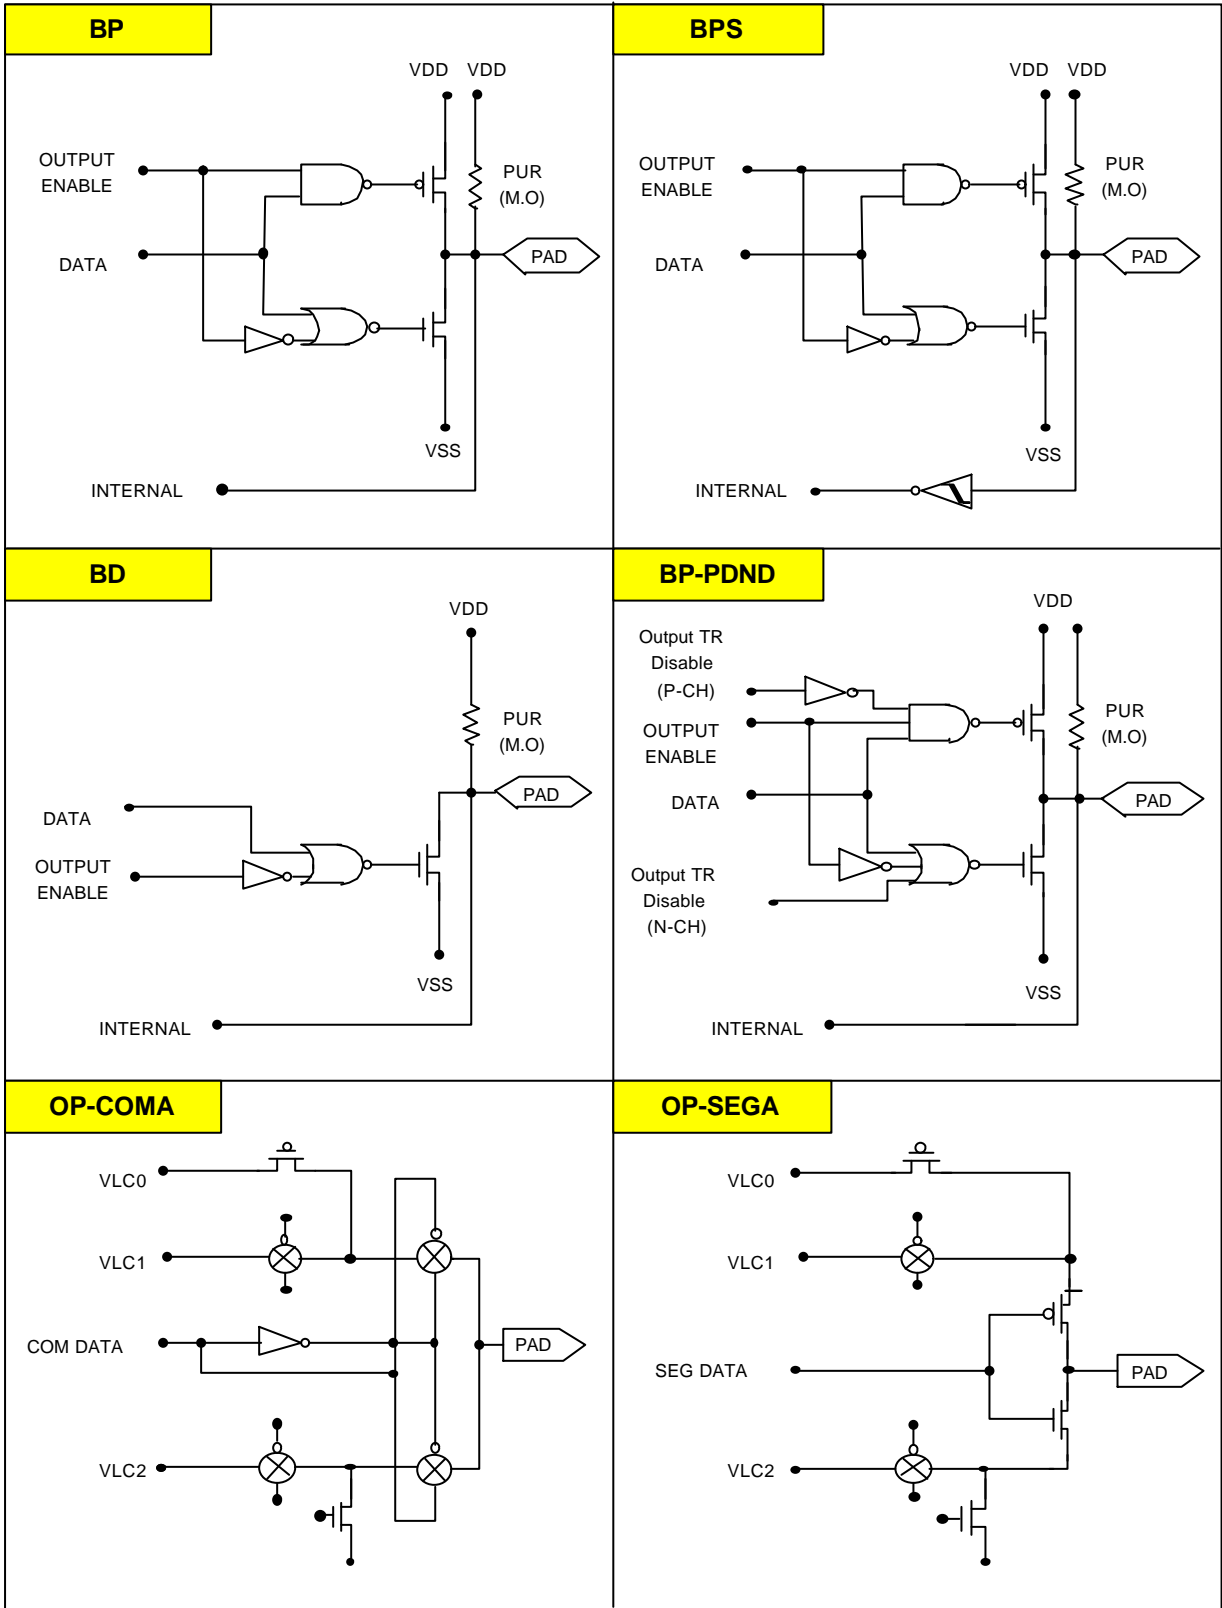 BP
VDD VDD
OUTPUT
ENABLE
PUR
(M.O)
DATA
PAD
VSS
INTERNAL
BPS
VDD VDD
OUTPUT
ENABLE
PUR
(M.O)
DATA
PAD
VSS
INTERNAL
BD
VDD
PUR
(M.O)
PAD
DATA
OUTPUT
ENABLE
VSS
INTERNAL
BP-PDND
VDD
Output TR
Disable
(P-CH)
OUTPUT
ENABLE
PUR
(M.O)
DATA
PAD
Output TR
Disable
(N-CH)
VSS
INTERNAL
OP-COMA
VLC0
VLC1
COM DATA
PAD
VLC2
OP-SEGA
VLC0
VLC1
SEG DATA
PAD
VLC2